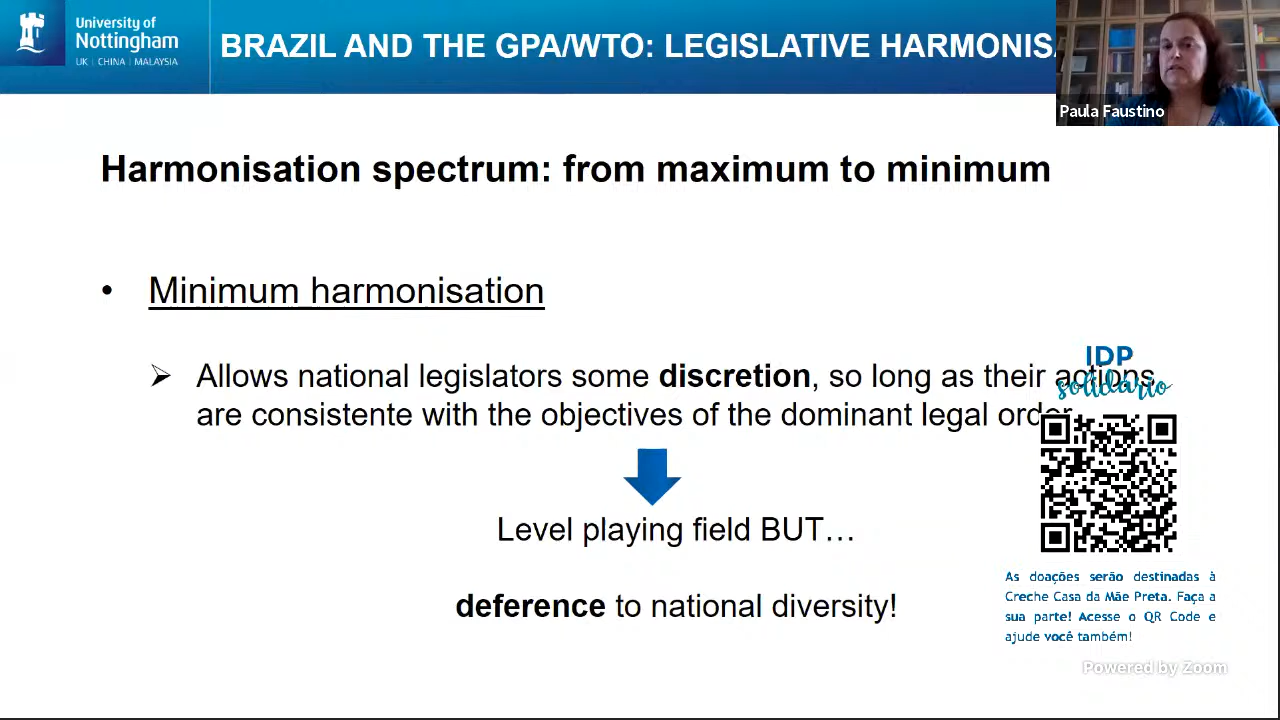 University of
Nottingham
UK | CHINA | MALAYSIA
BRAZIL AND THE GPA/WTO: LEGISLATIVE HARMONISA
Paula Faustino
Harmonisation spectrum: from maximum to minimum
• Minimum harmonisation
➢ Allows national legislators some discretion, so long as their actions
are consistente with the objectives of the dominant legal order
Level playing field BUT…
deference to national diversity!
IDP
solidário
As doações serão destinadas à
Creche Casa da Mãe Preta. Faça a
sua parte! Acesse o QR Code e
ajude você também!
Powered by Zoom